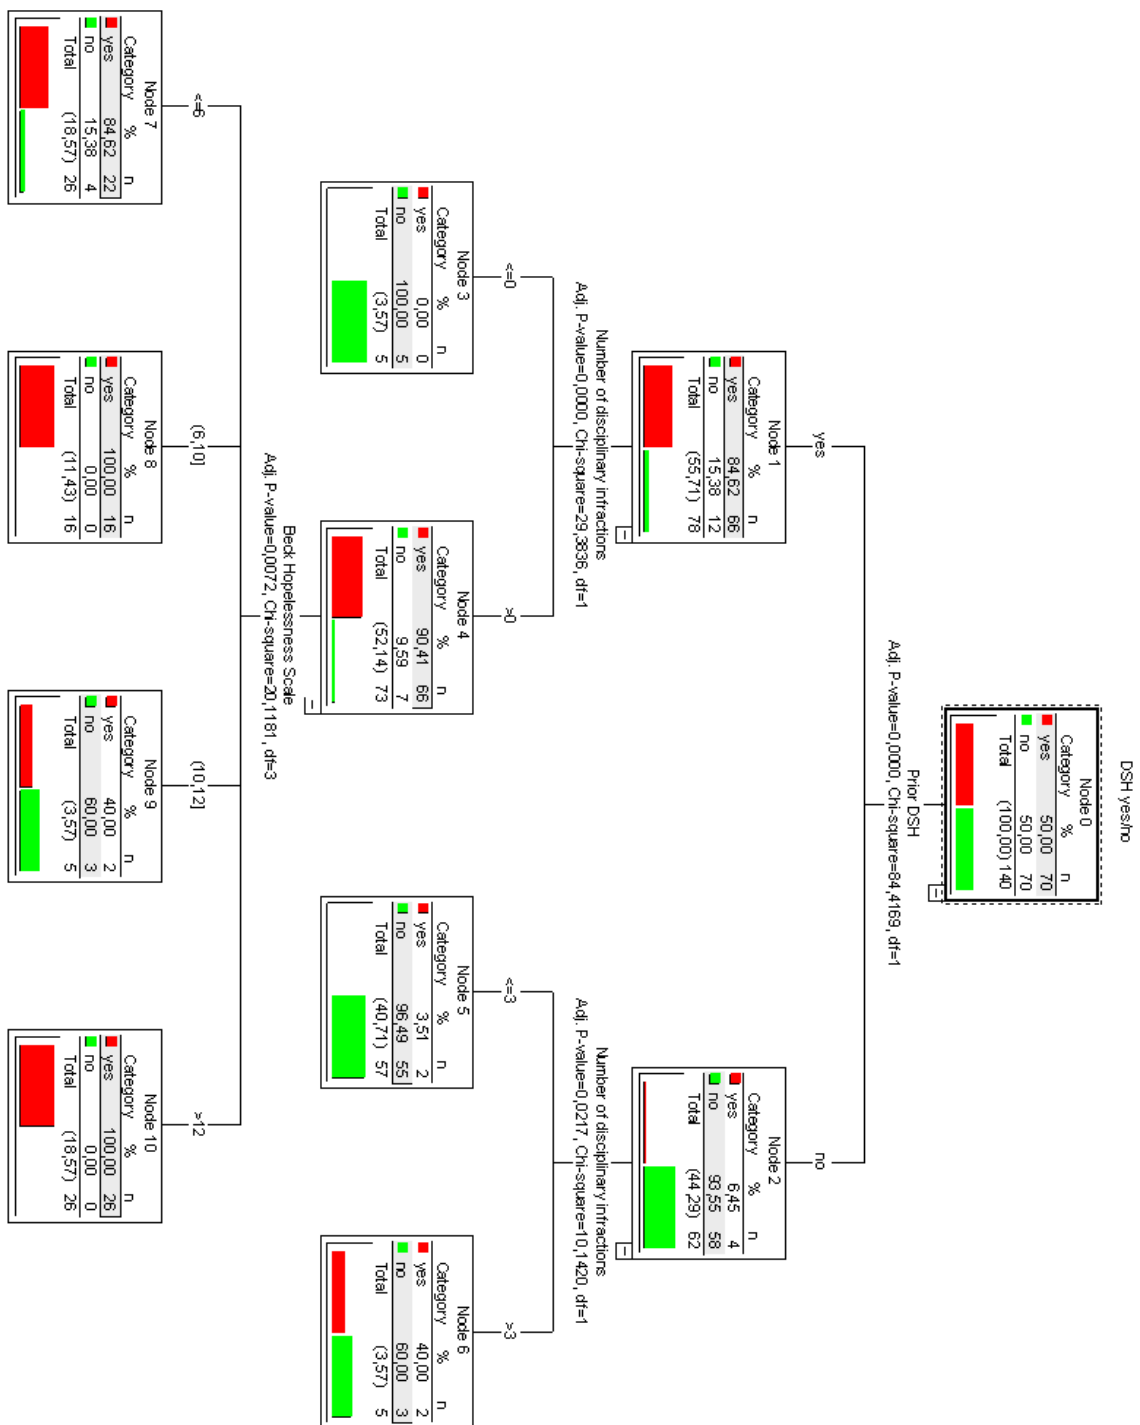 DSH yes/no
Node 0
Category % n
yes 50,00 70
no 50,00 70
Total (100,00) 140
Prior DSH
Adj. P-value=0,0000, Chi-square=84,4169, df=1
yes
no
Node 1
Category % n
yes 84,62 66
no 15,38 12
Total (55,71) 78
Node 2
Category % n
yes 6,45 4
no 93,55 58
Total (44,29) 62
Number of disciplinary infractions
Adj. P-value=0,0000, Chi-square=29,3836, df=1
<=0
>0
Number of disciplinary infractions
Adj. P-value=0,0217, Chi-square=10,1420, df=1
<=3
>3
Node 3
Category % n
yes 0,00 0
no 100,00 5
Total (3,57) 5
Node 4
Category % n
yes 90,41 66
no 9,59 7
Total (52,14) 73
Node 5
Category % n
yes 3,51 2
no 96,49 55
Total (40,71) 57
Node 6
Category % n
yes 40,00 2
no 60,00 3
Total (3,57) 5
Beck Hopelessness Scale
Adj. P-value=0,0072, Chi-square=20,1181, df=3
<=6
(6,10]
(10,12]
>12
Node 7
Category % n
yes 84,62 22
no 15,38 4
Total (18,57) 26
Node 8
Category % n
yes 100,00 16
no 0,00 0
Total (11,43) 16
Node 9
Category % n
yes 40,00 2
no 60,00 3
Total (3,57) 5
Node 10
Category % n
yes 100,00 26
no 0,00 0
Total (18,57) 26